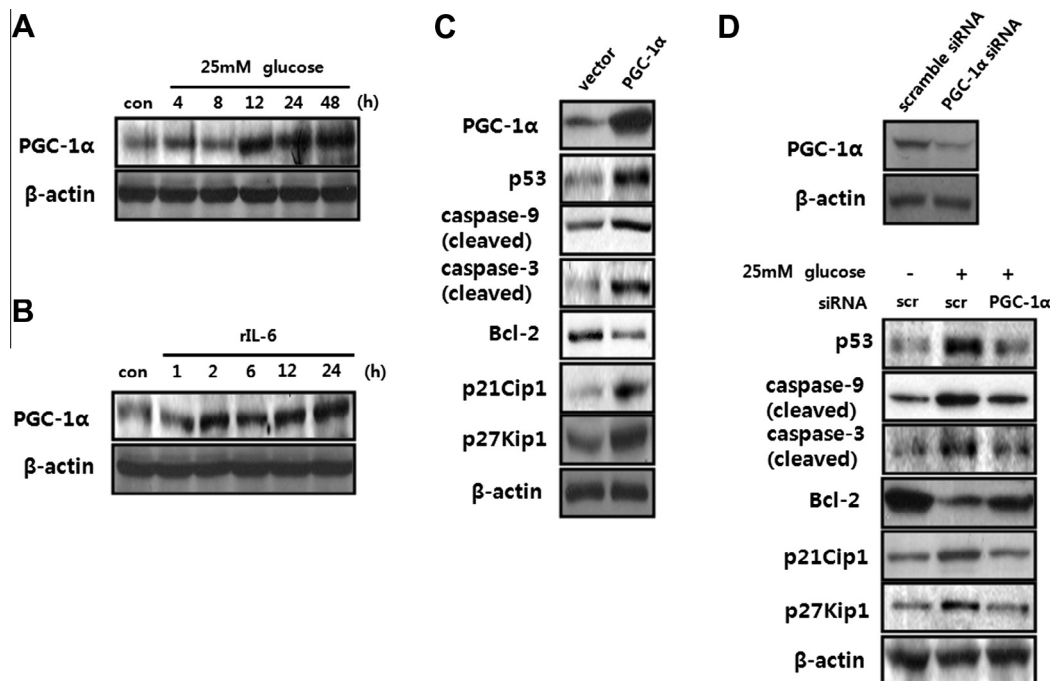 A
25mM glucose
con 4 8 12 24 48 (h)
PGC-1α
β-actin
B
rIL-6
con 1 2 6 12 24 (h)
PGC-1α
β-actin
C
vector PGC-1α
PGC-1α
p53
caspase-9
(cleaved)
caspase-3
(cleaved)
Bcl-2
p21Cip1
p27Kip1
β-actin
D
scramble siRNA PGC-1α siRNA
PGC-1α
β-actin
25mM glucose - + +
siRNA scr scr PGC-1α
p53
caspase-9
(cleaved)
caspase-3
(cleaved)
Bcl-2
p21Cip1
p27Kip1
β-actin